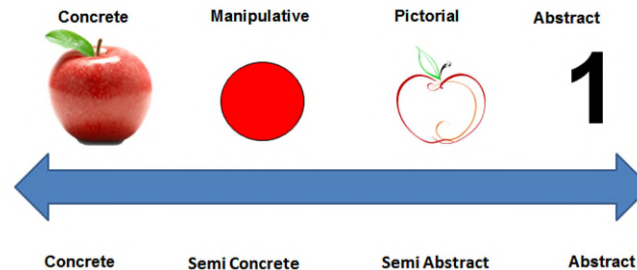 Concrete Manipulative Pictorial Abstract
1
Concrete Semi Concrete Semi Abstract Abstract